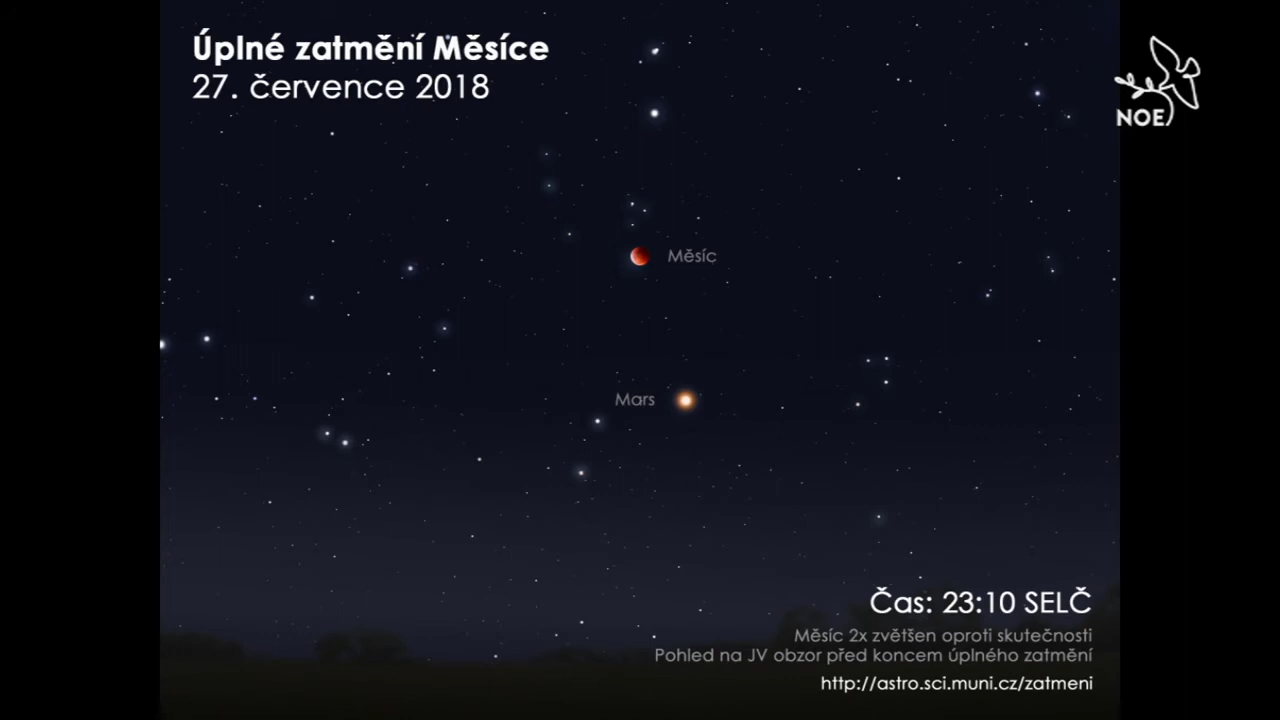 Úplné zatmění Měsíce
27. července 2018
NOE
Měsíc
Mars
Čas: 23:10 SELČ
Měsíc 2x zvětšen oproti skutečnosti
Pohled na JV obzor před koncem úplného zatmění
http://astro.sci.muni.cz/zatmeni